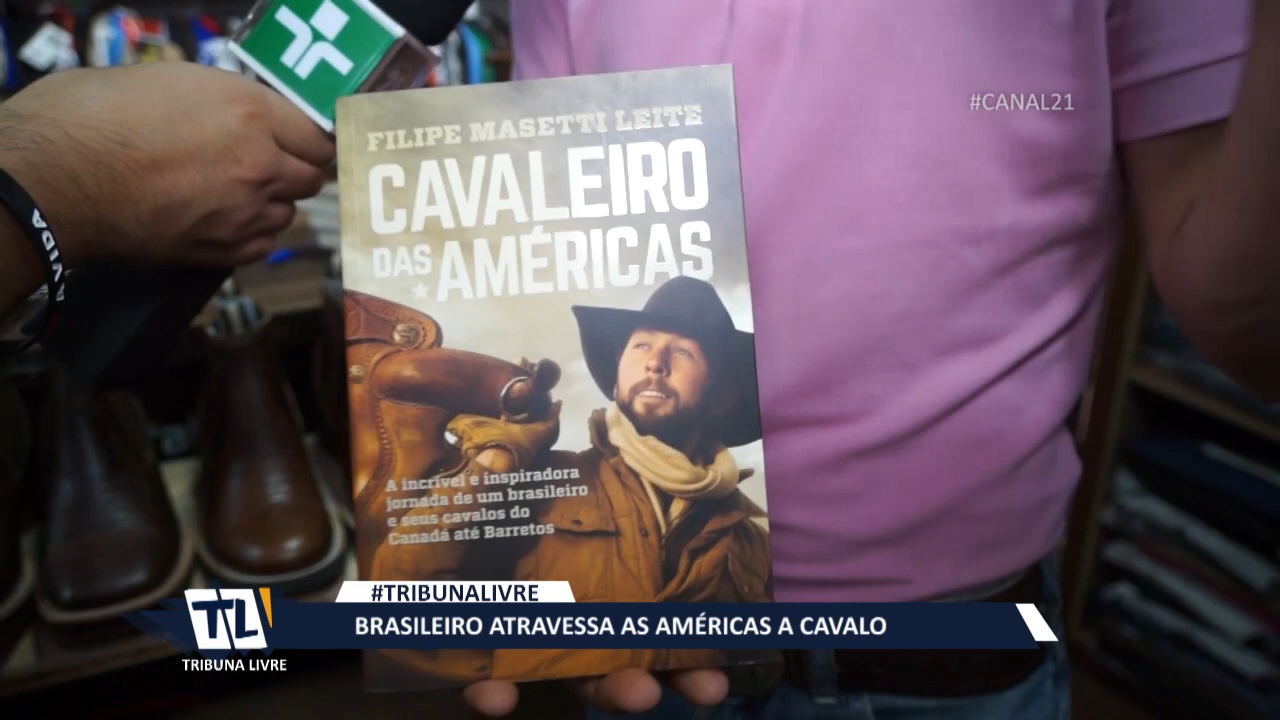 #CANAL21
FILIPE MASETTI LEITE
CAVALEIRO
DAS AMÉRICAS
A incrível e inspiradora
jornada de um brasileiro
e seus cavalos do
Canadá até Barretos
AVIDA
#TRIBUNALIVRE
BRASILEIRO ATRAVESSA AS AMÉRICAS A CAVALO
TL
TRIBUNA LIVRE